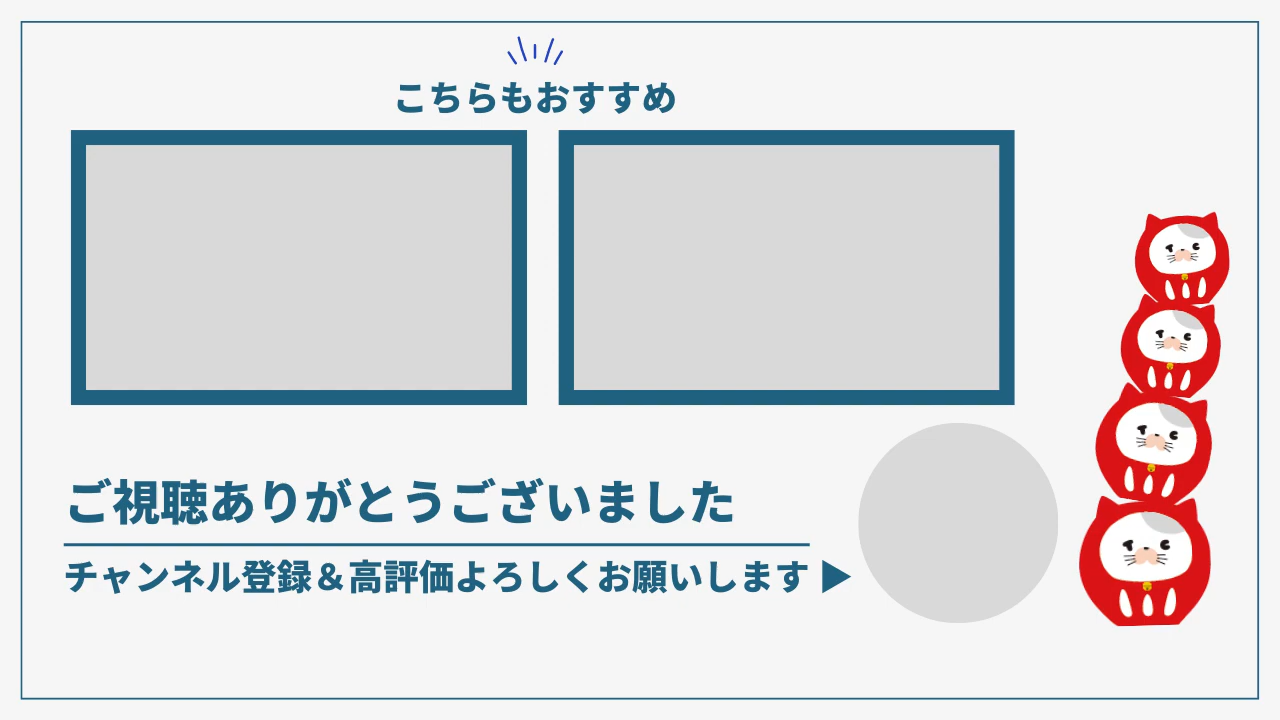 こちらもおすすめ
ご視聴ありがとうございました
チャンネル登録＆高評価よろしくお願いします ▶